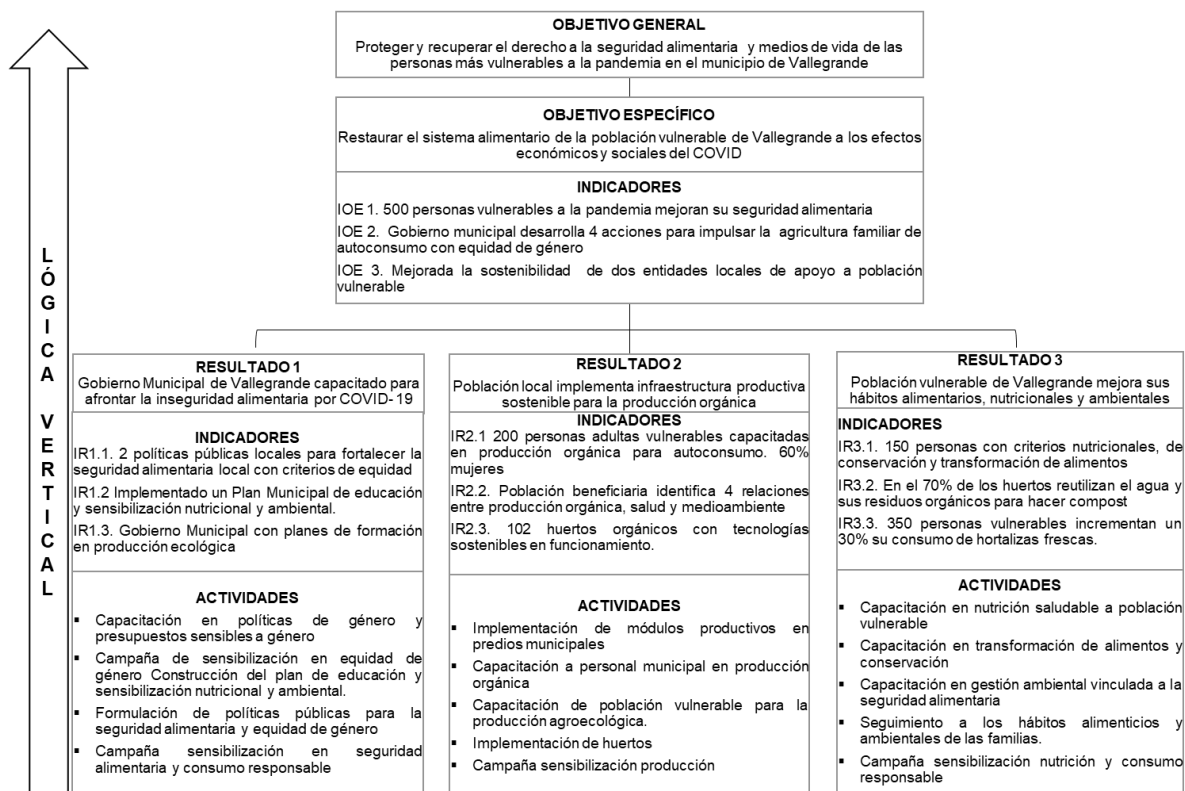 OBJETIVO GENERAL
Proteger y recuperar el derecho a la seguridad alimentaria y medios de vida de las
personas más vulnerables a la pandemia en el municipio de Vallegrande
OBJETIVO ESPECÍFICO
Restaurar el sistema alimentario de la población vulnerable de Vallegrande a los efectos
económicos y sociales del COVID
INDICADORES
IOE 1. 500 personas vulnerables a la pandemia mejoran su seguridad alimentaria
IOE 2. Gobierno municipal desarrolla 4 acciones para impulsar la agricultura familiar de
autoconsumo con equidad de género
IOE 3. Mejorada la sostenibilidad de dos entidades locales de apoyo a población
vulnerable
LÓGICA VERTICAL
RESULTADO 1
Gobierno Municipal de Vallegrande capacitado para
afrontar la inseguridad alimentaria por COVID- 19
INDICADORES
IR1.1. 2 políticas públicas locales para fortalecer la
seguridad alimentaria local con criterios de equidad
IR1.2 Implementado un Plan Municipal de educación
y sensibilización nutricional y ambiental.
IR1.3. Gobierno Municipal con planes de formación
en producción ecológica
ACTIVIDADES
▪ Capacitación en políticas de género y
presupuestos sensibles a género
▪ Campaña de sensibilización en equidad de
género Construcción del plan de educación y
sensibilización nutricional y ambiental.
▪ Formulación de políticas públicas para la
seguridad alimentaria y equidad de género
▪ Campaña sensibilización en seguridad
alimentaria y consumo responsable
RESULTADO 2
Población local implementa infraestructura productiva
sostenible para la producción orgánica
INDICADORES
IR2.1 200 personas adultas vulnerables capacitadas
en producción orgánica para autoconsumo. 60%
mujeres
IR2.2. Población beneficiaria identifica 4 relaciones
entre producción orgánica, salud y medioambiente
IR2.3. 102 huertos orgánicos con tecnologías
sostenibles en funcionamiento.
ACTIVIDADES
▪ Implementación de módulos productivos en
predios municipales
▪ Capacitación a personal municipal en producción
orgánica
▪ Capacitación de población vulnerable para la
producción agroecológica.
▪ Implementación de huertos
▪ Campaña sensibilización producción
RESULTADO 3
Población vulnerable de Vallegrande mejora sus
hábitos alimentarios, nutricionales y ambientales
INDICADORES
IR3.1. 150 personas con criterios nutricionales, de
conservación y transformación de alimentos
IR3.2. En el 70% de los huertos reutilizan el agua y
sus residuos orgánicos para hacer compost
IR3.3. 350 personas vulnerables incrementan un
30% su consumo de hortalizas frescas.
ACTIVIDADES
▪ Capacitación en nutrición saludable a población
vulnerable
▪ Capacitación en transformación de alimentos y
conservación
▪ Capacitación en gestión ambiental vinculada a la
seguridad alimentaria
▪ Seguimiento a los hábitos alimenticios y
ambientales de las familias.
▪ Campaña sensibilización nutrición y consumo
responsable